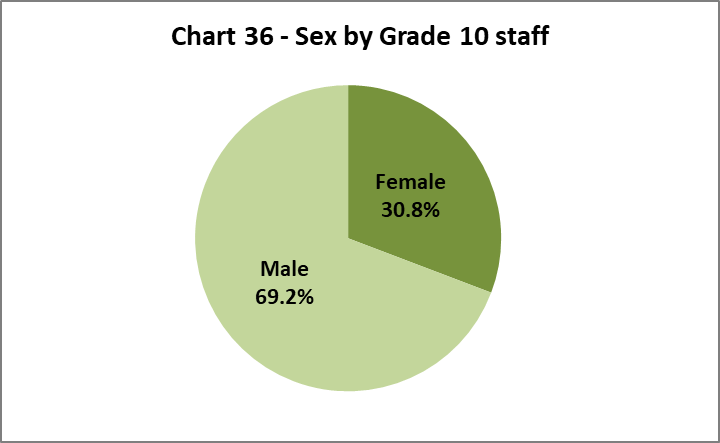 Chart 36 - Sex by Grade 10 staff
Female
30.8%
Male
69.2%